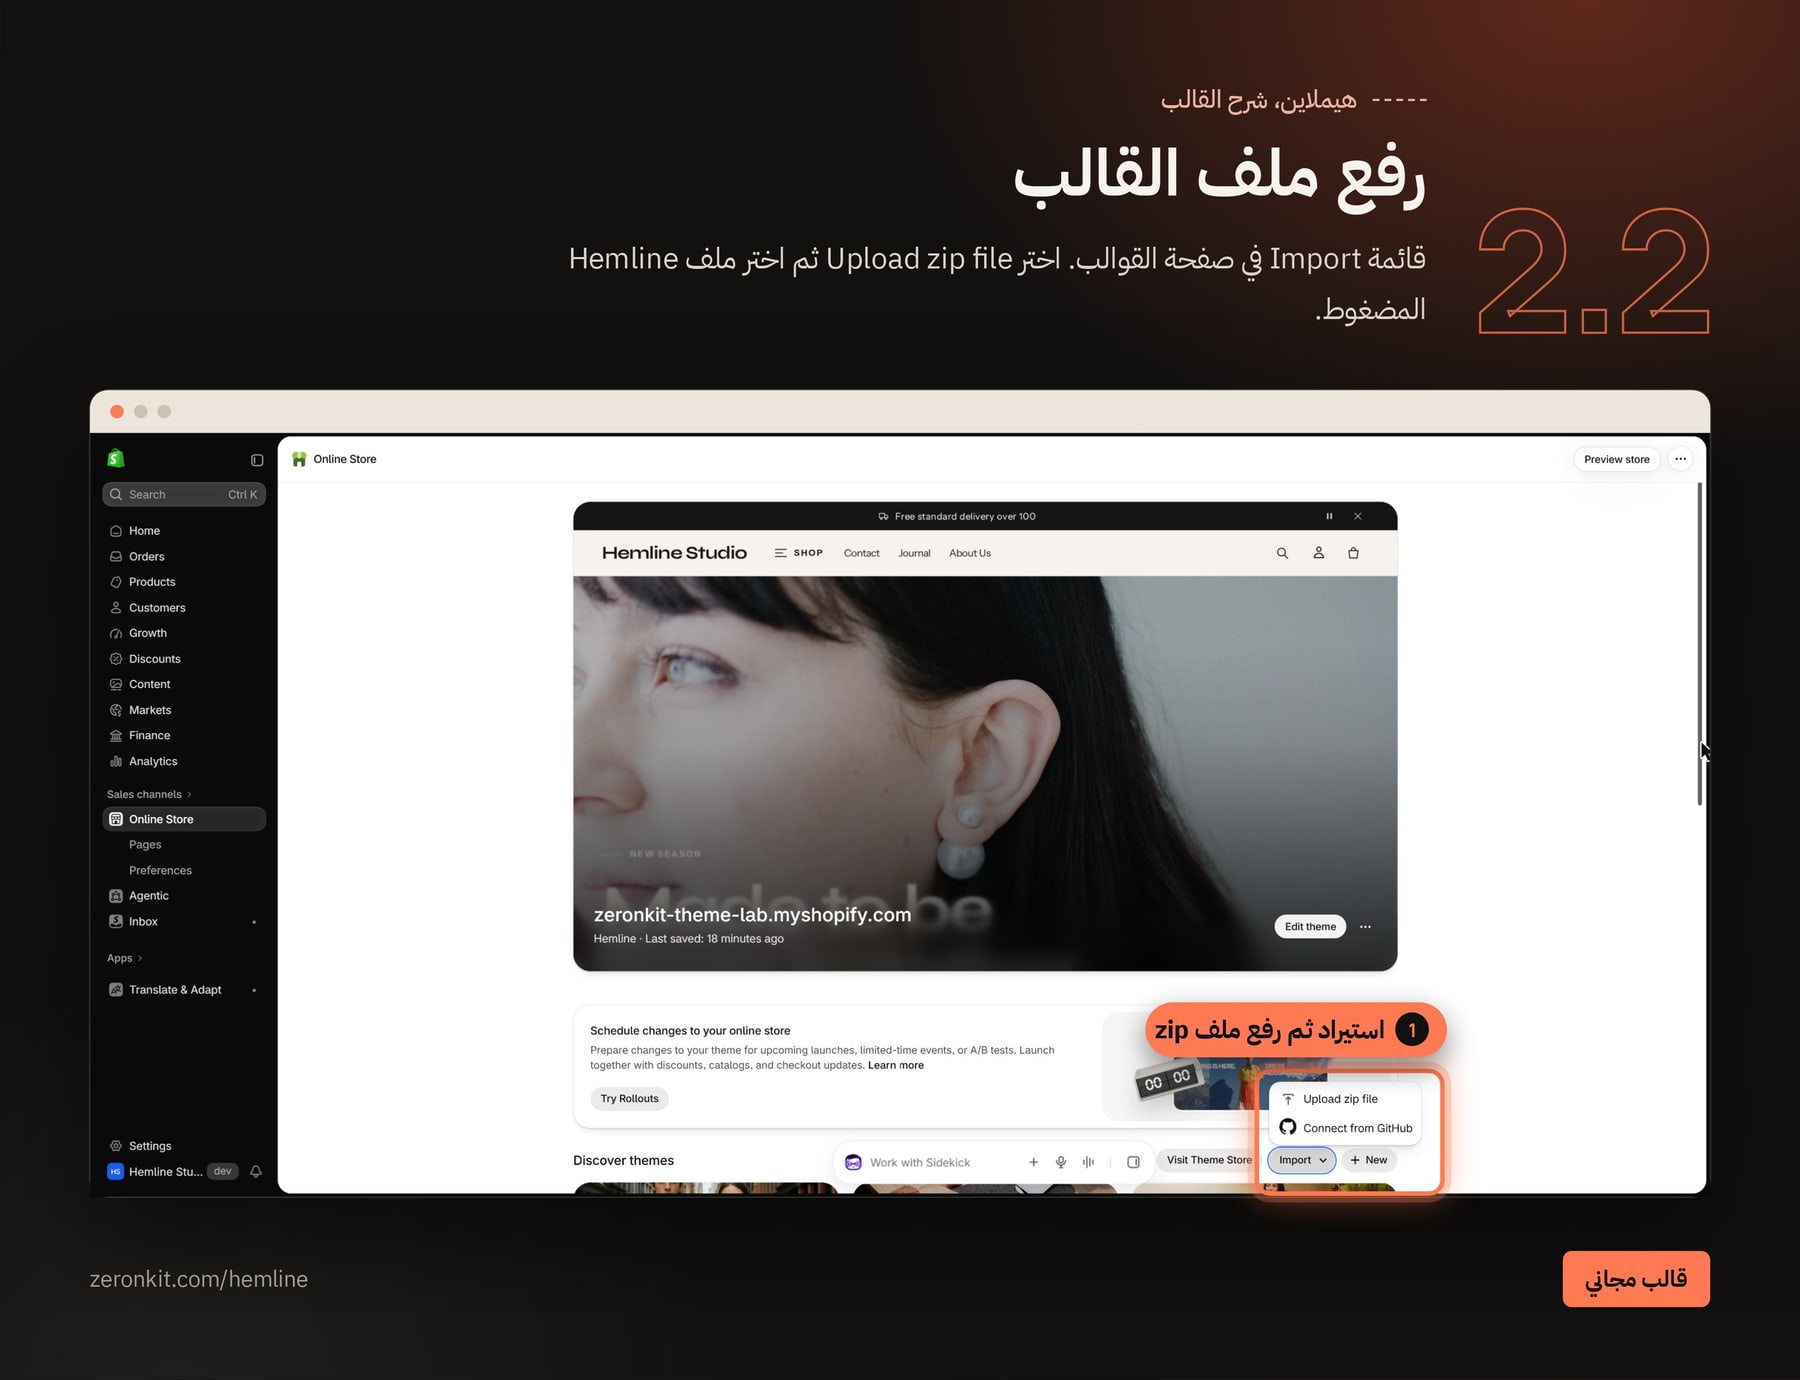 ----- هيملاين، شرح القالب
رفع ملف القالب
2.2
قائمة Import في صفحة القوالب. اختر Upload zip file ثم اختر ملف Hemline
المضغوط.
Online Store
Preview store
Search Ctrl K
Home
Orders
Products
Customers
Growth
Discounts
Content
Markets
Finance
Analytics
Sales channels
Online Store
Pages
Preferences
Agentic
Inbox
Apps
Translate & Adapt
Settings
HS Hemline Stu... dev
Free standard delivery over 100
Hemline Studio SHOP Contact Journal About Us
NEW SEASON
Made to be
zeronkit-theme-lab.myshopify.com
Hemline · Last saved: 18 minutes ago
Edit theme
Schedule changes to your online store
Prepare changes to your theme for upcoming launches, limited-time events, or A/B tests. Launch
together with discounts, catalogs, and checkout updates. Learn more
Try Rollouts
00 00
1 استيراد ثم رفع ملف zip
Upload zip file
Connect from GitHub
Discover themes
Work with Sidekick
Visit Theme Store
Import
+ New
zeronkit.com/hemline
قالب مجاني